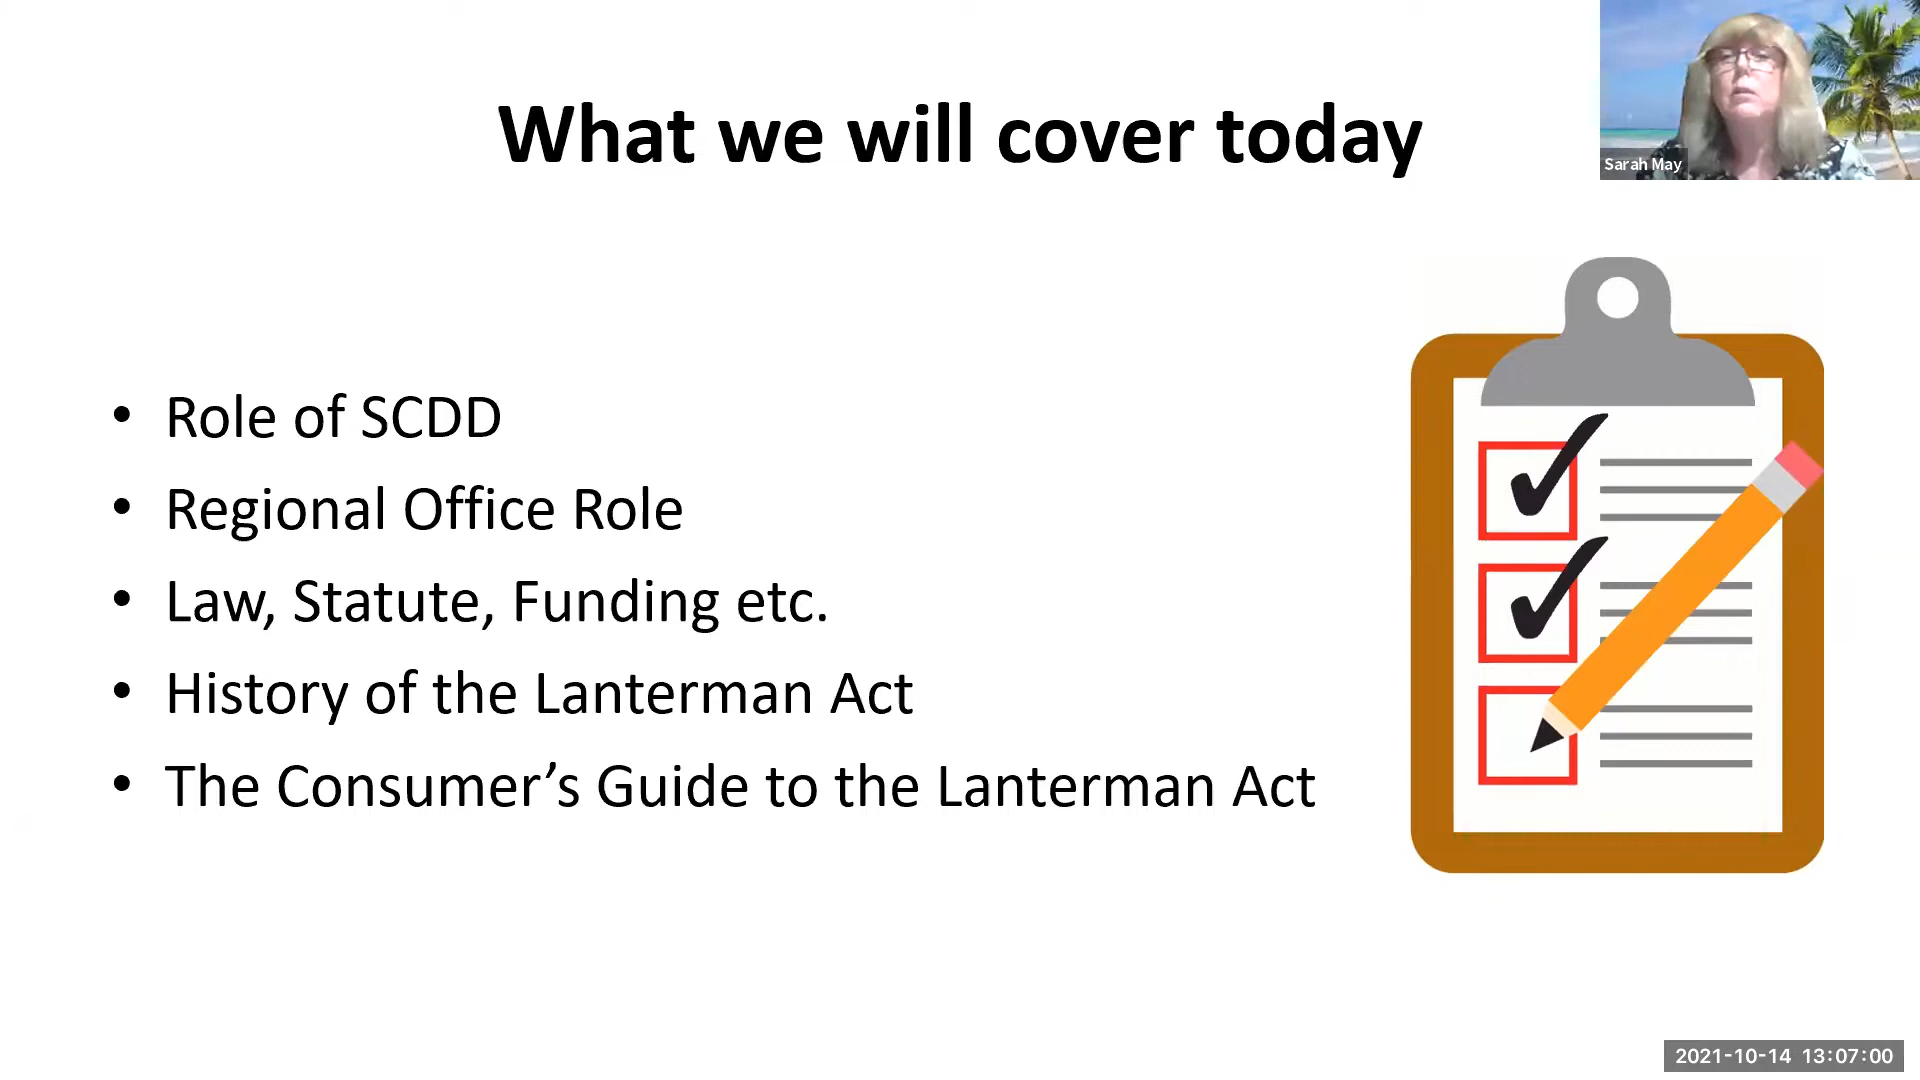 What we will cover today
Sarah May
• Role of SCDD
• Regional Office Role
• Law, Statute, Funding etc.
• History of the Lanterman Act
• The Consumer’s Guide to the Lanterman Act
2021-10-14 13:07:00